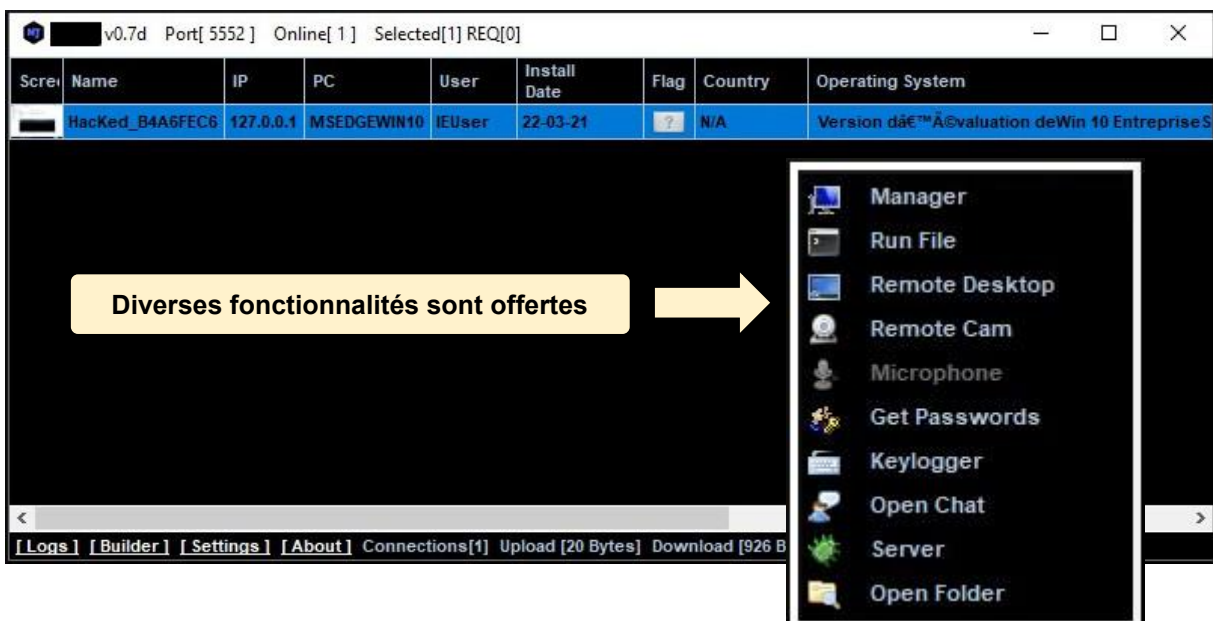 v0.7d Port[ 5552 ] Online[ 1 ] Selected[1] REQ[0]
Name IP PC User Install Date Flag Country Operating System
HacKed_B4A6FEC6 127.0.0.1 MSEDGEWIN10 IEUser 22-03-21 ? N/A Version dâ€™Ã©valuation deWin 10 Entreprise S
Diverses fonctionnalités sont offertes
Manager
Run File
Remote Desktop
Remote Cam
Microphone
Get Passwords
Keylogger
Open Chat
Server
Open Folder
[ Logs ] [ Builder ] [ Settings ] [ About ] Connections[1] Upload [20 Bytes] Download [926 B